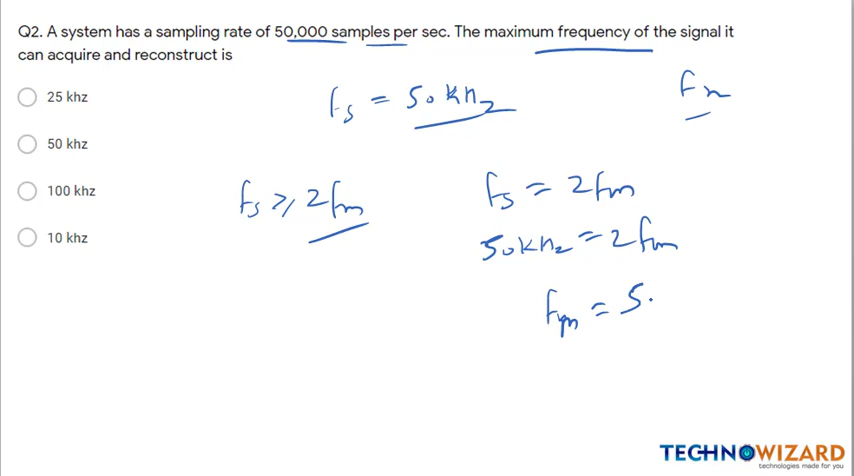 Q2. A system has a sampling rate of 50,000 samples per sec. The maximum frequency of the signal it
can acquire and reconstruct is
25 khz
50 khz
100 khz
10 khz
fs = 50 kHz
fs ≥ 2fm
fs = 2fm
50 kHz = 2fm
fm = 5.
TECHNOWIZARD
technologies made for you